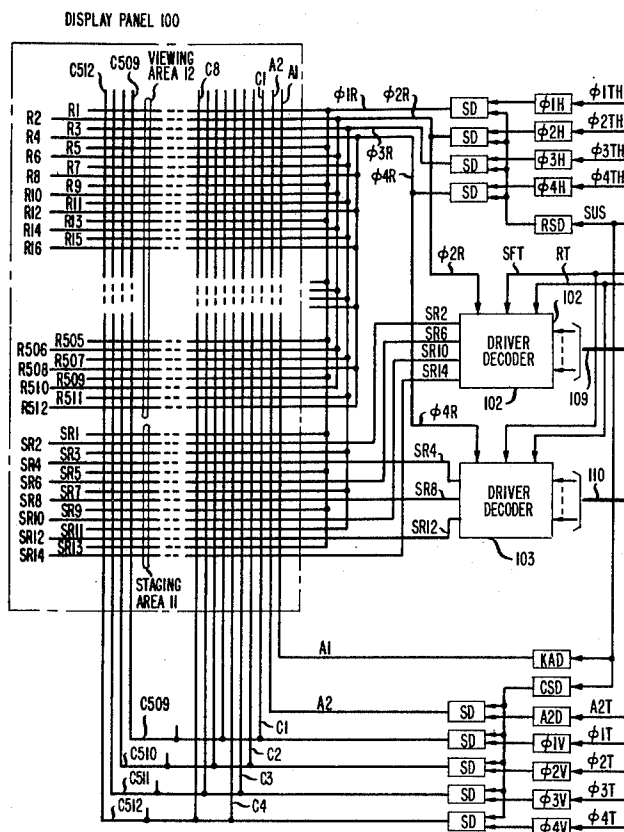 DISPLAY PANEL 100
C512
C509
VIEWING
AREA 12
C8
C1
A2
A1
R1
R2
R3
R4
R5
R6
R7
R8
R9
R10
R11
R12
R13
R14
R15
R16
R505
R506
R507
R508
R509
R510
R511
R512
SR1
SR2
SR3
SR4
SR5
SR6
SR7
SR8
SR9
SR10
SR11
SR12
SR13
SR14
STAGING
AREA 11
ϕ1R
ϕ2R
ϕ3R
ϕ4R
SD
SD
SD
SD
ϕ1H
ϕ2H
ϕ3H
ϕ4H
ϕ1TH
ϕ2TH
ϕ3TH
ϕ4TH
RSD
SUS
ϕ2R
SFT
RT
102
SR2
SR6
SR10
SR14
DRIVER
DECODER
102
109
ϕ4R
SR4
SR8
SR12
DRIVER
DECODER
103
110
A1
KAD
CSD
A2
SD
A2D
A2T
C509
C1
SD
ϕ1V
ϕ1T
C510
C2
SD
ϕ2V
ϕ2T
C511
C3
SD
ϕ3V
ϕ3T
C512
C4
SD
ϕ4V
ϕ4T